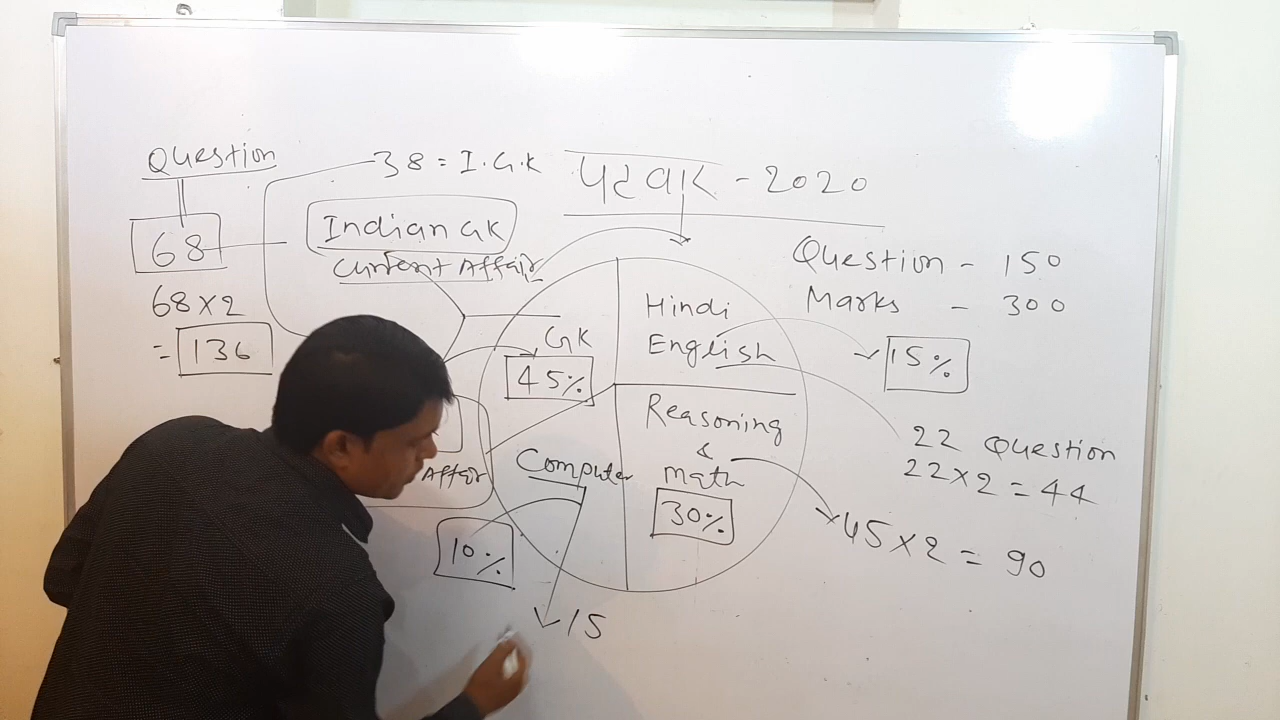 Question
38 = I.G.K
पटवार - 2020
68
Indian GK
Current Affair
68 x 2
= 136
Question - 150
Marks - 300
Hindi
English
15%
GK
45%
Reasoning
&
math
30%
22 Question
22 x 2 = 44
45 x 2 = 90
Affair
Computer
10%
15